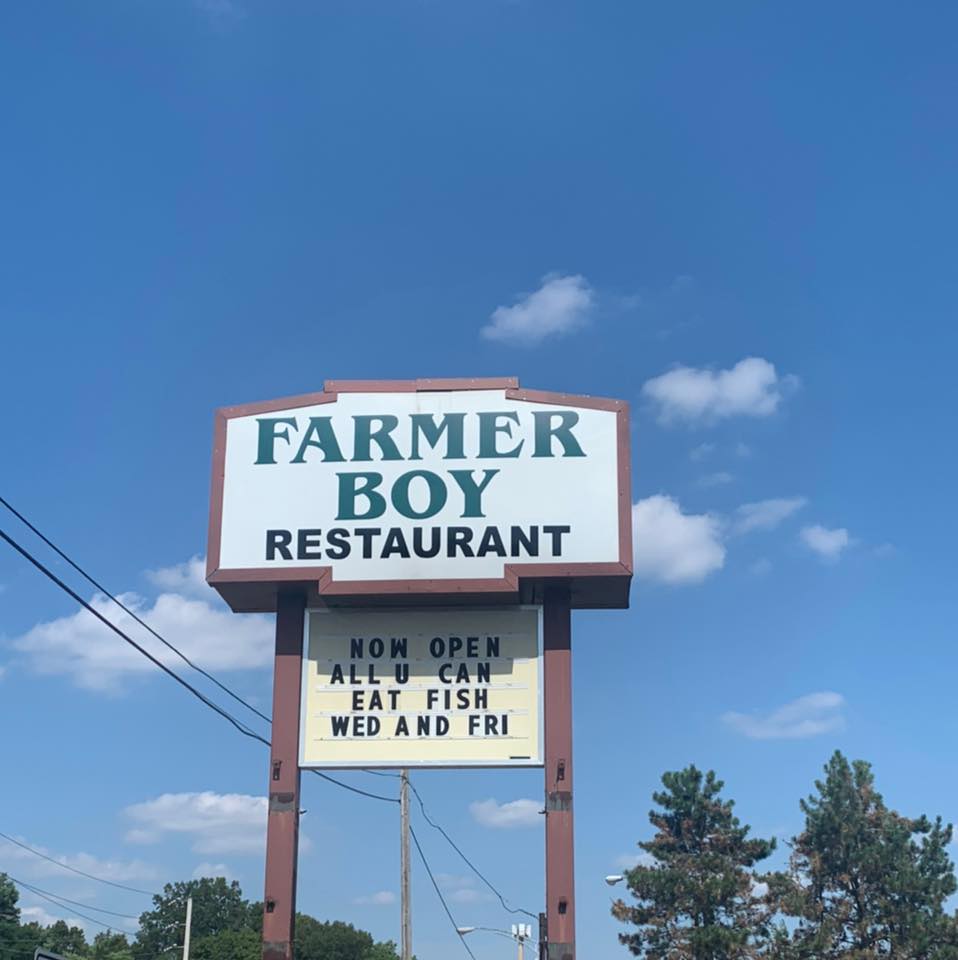 FARMER
BOY
RESTAURANT
NOW OPEN
ALL U CAN
EAT FISH
WED AND FRI